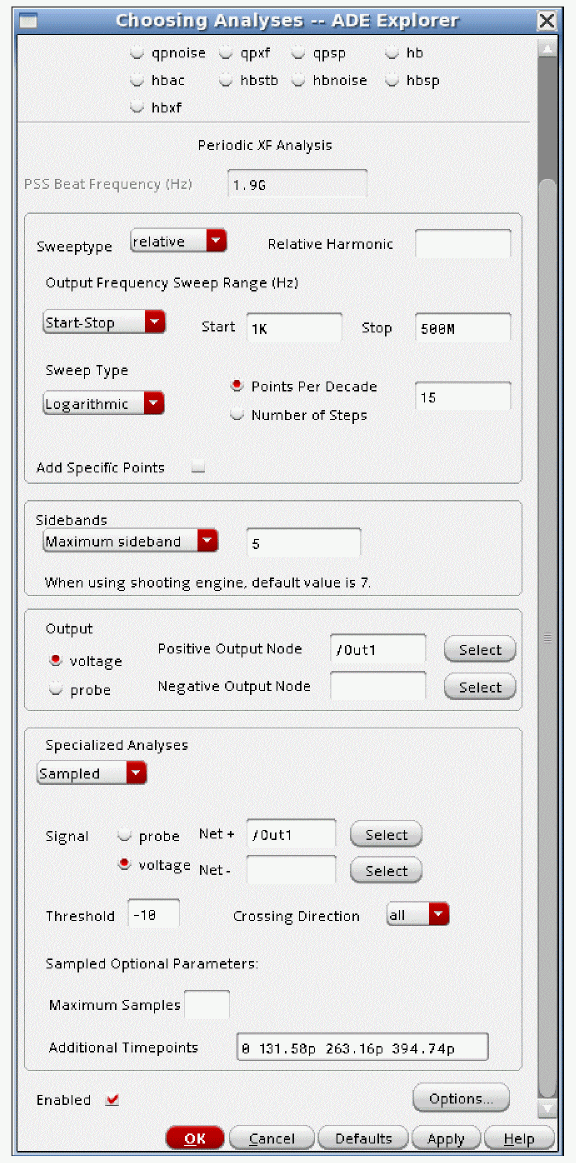 Choosing Analyses -- ADE Explorer
qpnoise qpxf qpsp hb
hbac hbstb hbnoise hbsp
hbxf
Periodic XF Analysis
PSS Beat Frequency (Hz) 1.9G
Sweeptype relative Relative Harmonic
Output Frequency Sweep Range (Hz)
Start-Stop Start 1K Stop 500M
Sweep Type
Logarithmic Points Per Decade 15
Number of Steps
Add Specific Points
Sidebands
Maximum sideband 5
When using shooting engine, default value is 7.
Output
voltage Positive Output Node /Out1 Select
probe Negative Output Node Select
Specialized Analyses
Sampled
Signal probe Net + /Out1 Select
voltage Net - Select
Threshold -10 Crossing Direction all
Sampled Optional Parameters:
Maximum Samples
Additional Timepoints 0 131.58p 263.16p 394.74p
Enabled Options...
OK Cancel Defaults Apply Help